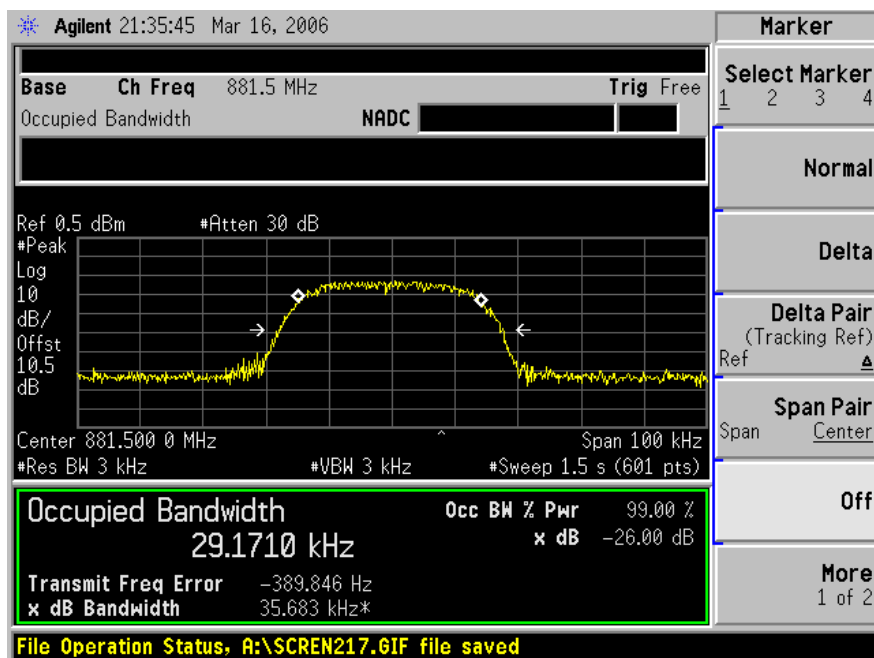 Agilent 21:35:45 Mar 16, 2006
Marker
Base Ch Freq 881.5 MHz Trig Free
Occupied Bandwidth NADC
Select Marker
1 2 3 4
Normal
Delta
Delta Pair
(Tracking Ref)
Ref Δ
Span Pair
Span Center
Off
More
1 of 2
Ref 0.5 dBm #Atten 30 dB
#Peak
Log
10
dB/
Offst
10.5
dB
Center 881.500 0 MHz Span 100 kHz
#Res BW 3 kHz #VBW 3 kHz #Sweep 1.5 s (601 pts)
Occupied Bandwidth
29.1710 kHz
Occ BW % Pwr 99.00 %
x dB -26.00 dB
Transmit Freq Error -389.846 Hz
x dB Bandwidth 35.683 kHz*
File Operation Status, A:\SCREN217.GIF file saved